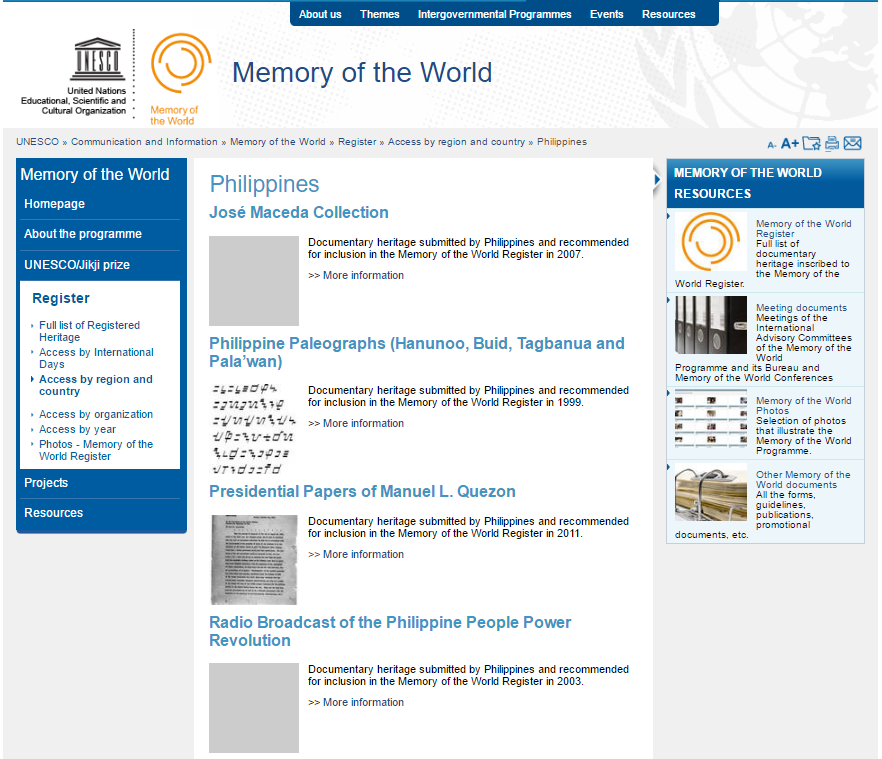 About us Themes Intergovernmental Programmes Events Resources
UNESCO
United Nations
Educational, Scientific and
Cultural Organization
Memory of
the World
Memory of the World
UNESCO » Communication and Information » Memory of the World » Register » Access by region and country » Philippines
A- A+
Memory of the World
Homepage
About the programme
UNESCO/Jikji prize
Register
Full list of Registered
Heritage
Access by International
Days
Access by region and
country
Access by organization
Access by year
Photos - Memory of the
World Register
Projects
Resources
Philippines
José Maceda Collection
Documentary heritage submitted by Philippines and recommended
for inclusion in the Memory of the World Register in 2007.
>> More information
Philippine Paleographs (Hanunoo, Buid, Tagbanua and
Pala’wan)
Documentary heritage submitted by Philippines and recommended
for inclusion in the Memory of the World Register in 1999.
>> More information
Presidential Papers of Manuel L. Quezon
Documentary heritage submitted by Philippines and recommended
for inclusion in the Memory of the World Register in 2011.
>> More information
Radio Broadcast of the Philippine People Power
Revolution
Documentary heritage submitted by Philippines and recommended
for inclusion in the Memory of the World Register in 2003.
>> More information
MEMORY OF THE WORLD
RESOURCES
Memory of the World
Register
Full list of
documentary
heritage inscribed to
the Memory of the
World Register.
Meeting documents
Meetings of the
International
Advisory Committees
of the Memory of the
World
Programme and its Bureau and
Memory of the World Conferences
Memory of the World
Photos
Selection of photos
that illustrate the
Memory of the World
Programme.
Other Memory of the
World documents
All the forms,
guidelines,
publications,
promotional
documents, etc.